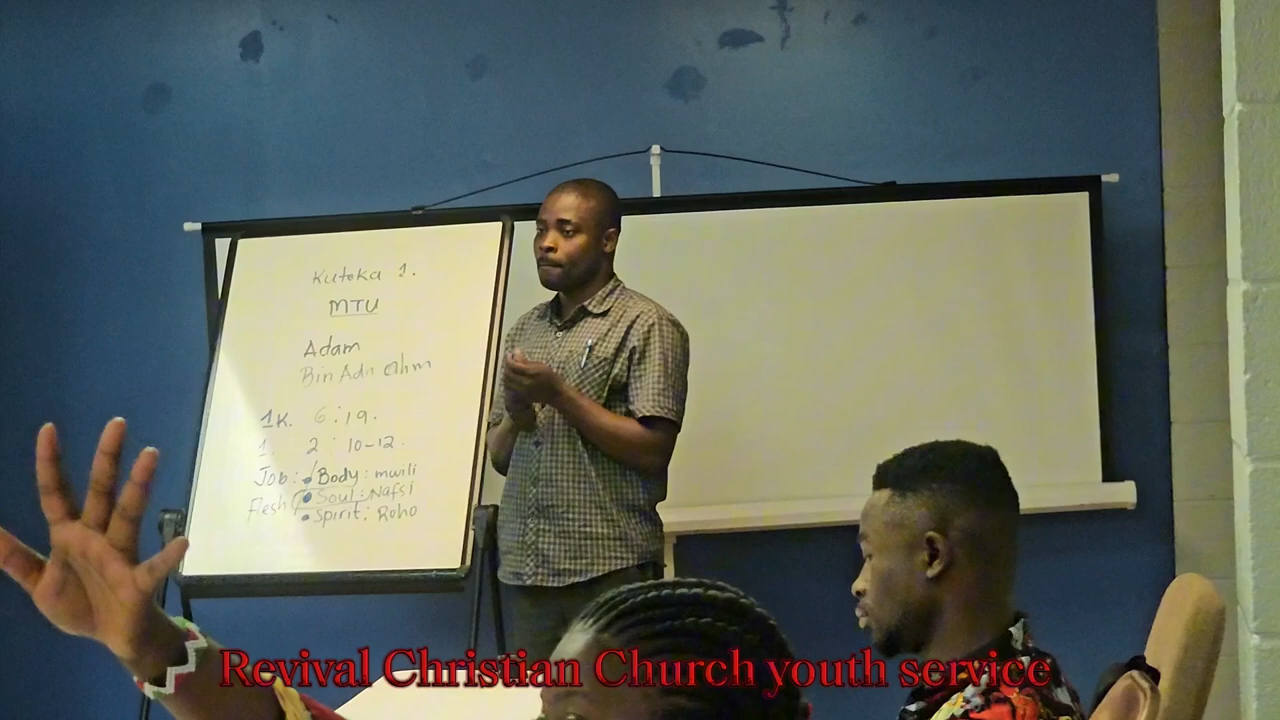 Kutoka 1.
MTU
Adam
Bin Adn
1K. 6:19.
1. 2:10-12.
Job: Body: mwili
Flesh Soul: Nafsi
Spirit: Roho
Revival Christian Church youth service